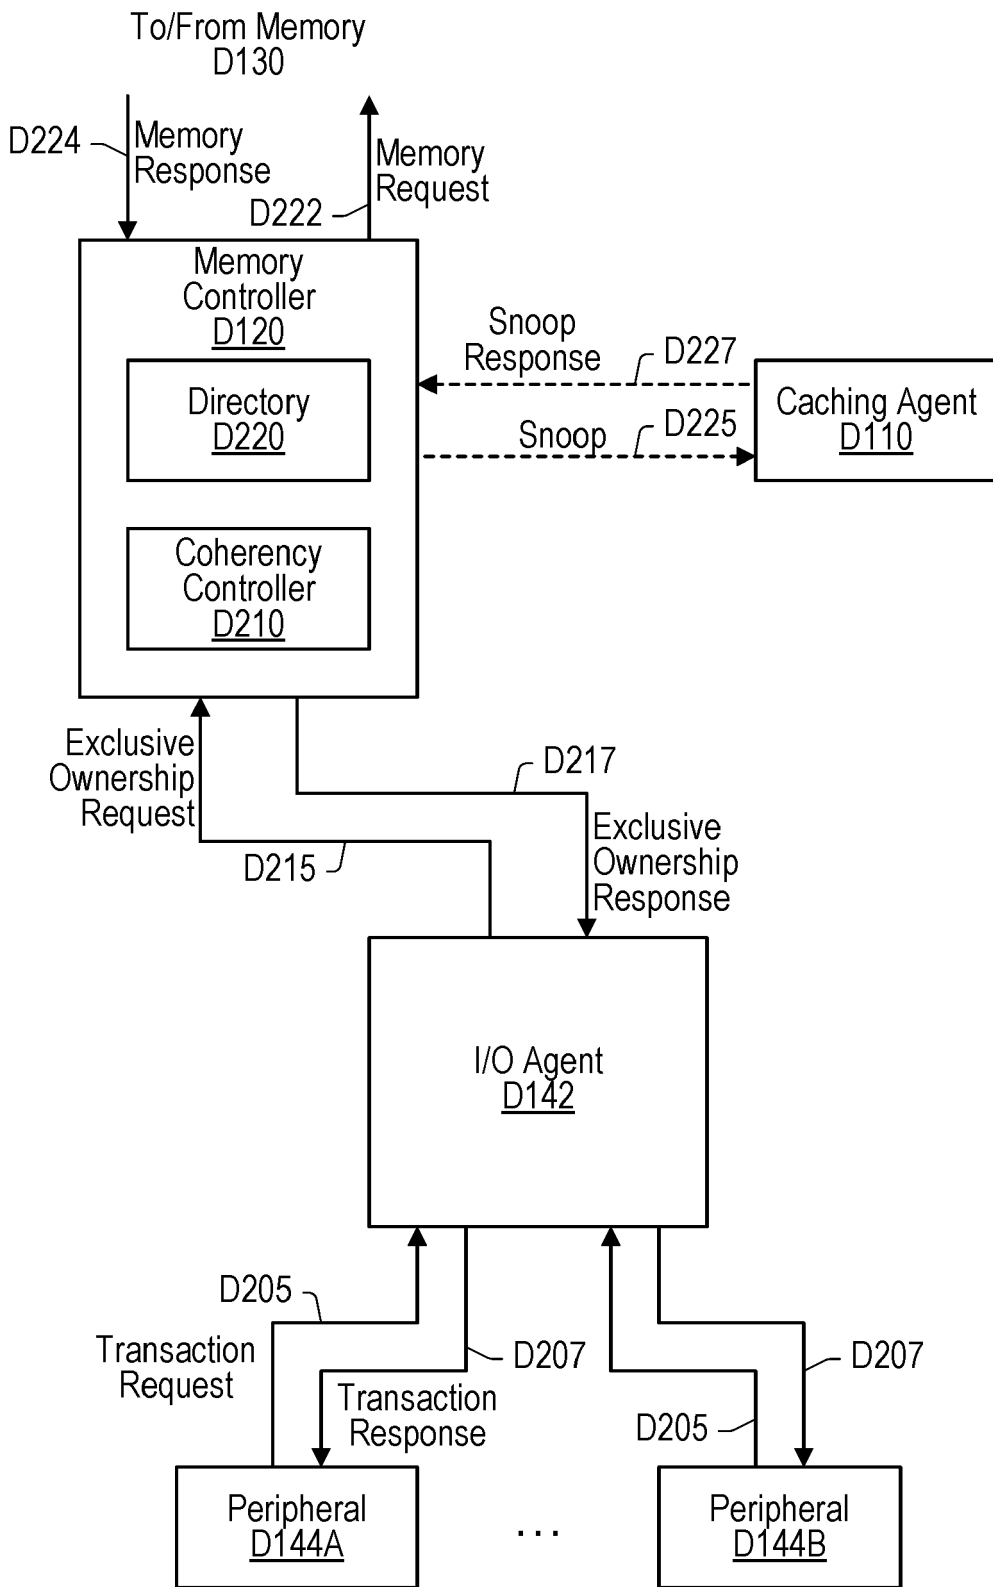 To/From Memory
D130
D224
Memory
Response
Memory
Request
D222
Memory
Controller
D120
Directory
D220
Coherency
Controller
D210
Snoop
Response
D227
Snoop
D225
Caching Agent
D110
Exclusive
Ownership
Request
D215
D217
Exclusive
Ownership
Response
I/O Agent
D142
D205
Transaction
Request
D207
Transaction
Response
D205
D207
Peripheral
D144A
...
Peripheral
D144B